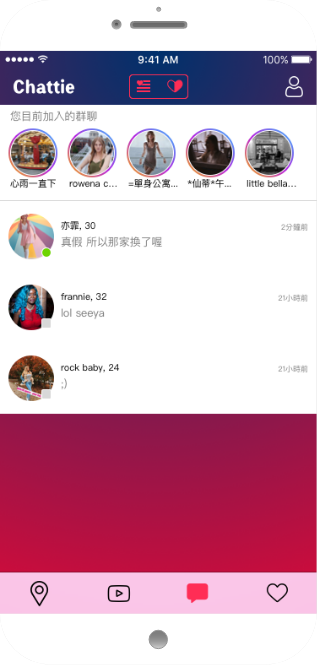 9:41 AM
100%
Chattie
您目前加入的群聊
心雨一直下
rowena c...
=單身公寓...
*仙蒂*午...
little bella...
亦霏, 30
2分鐘前
真假 所以那家換了喔
frannie, 32
21小時前
lol seeya
rock baby, 24
21小時前
;)